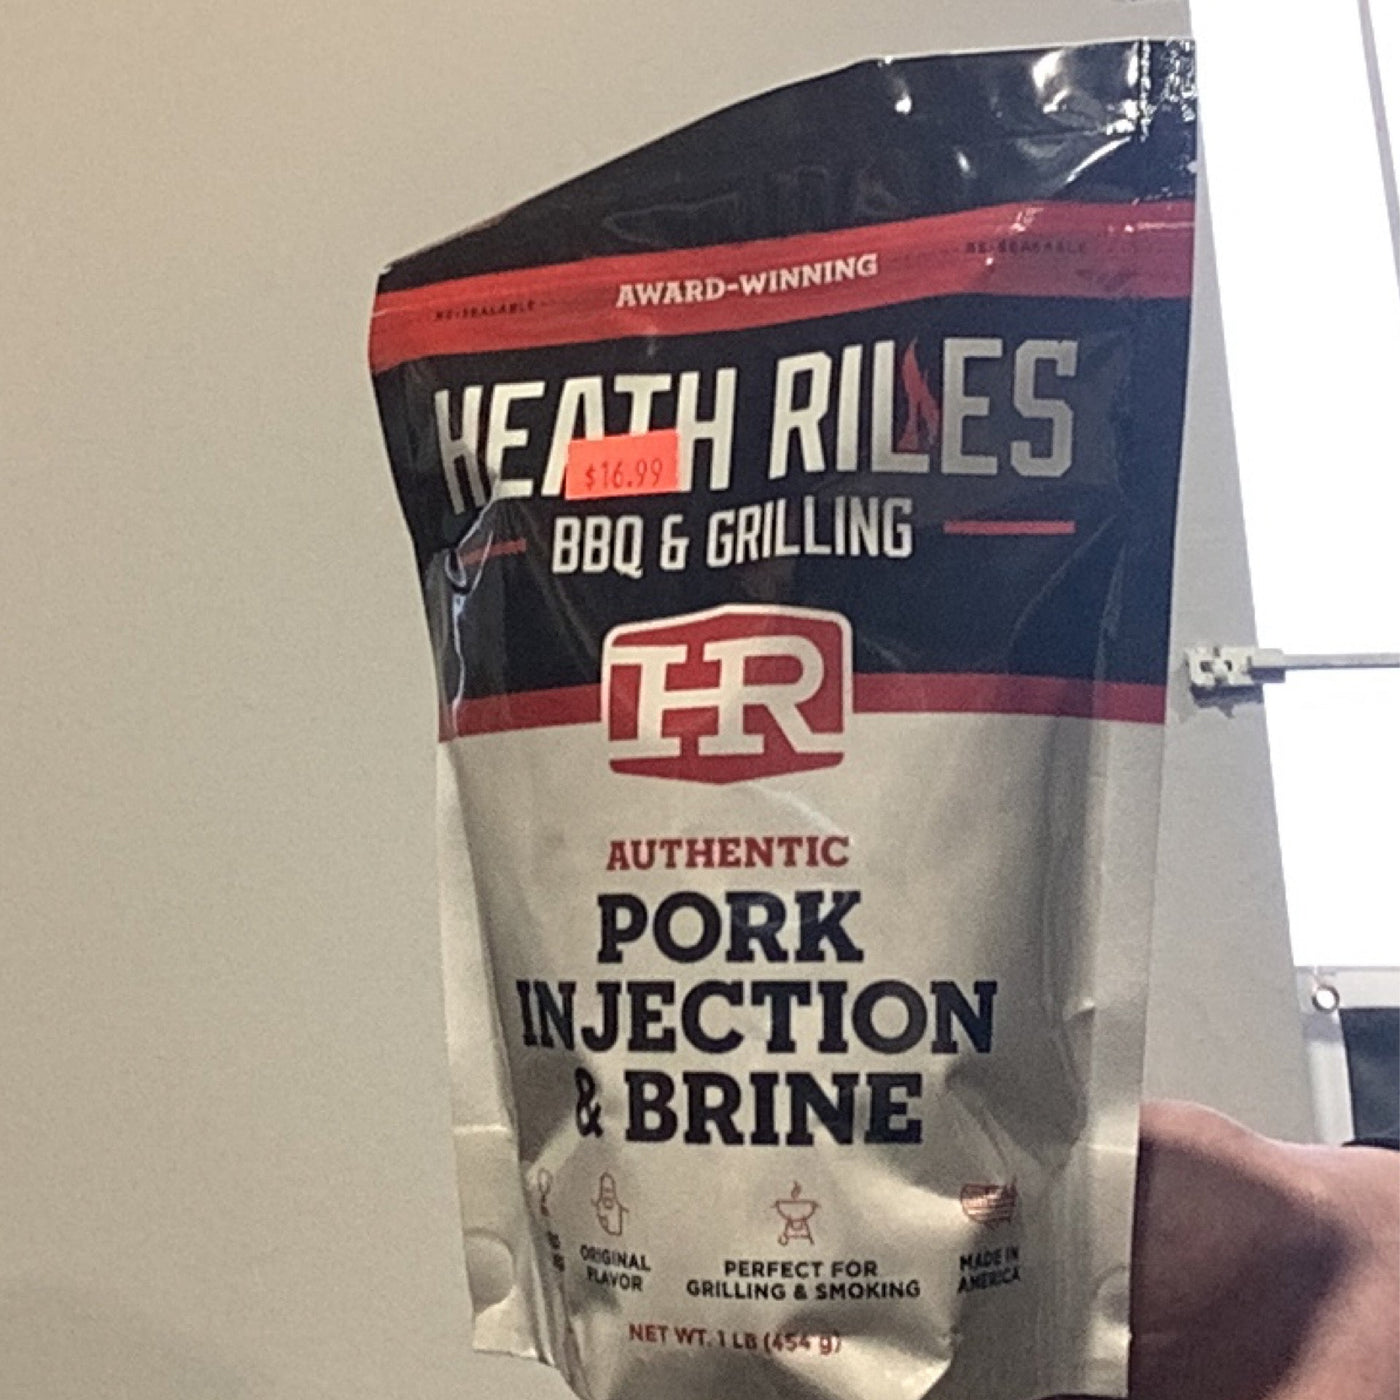 RE-SEALABLE
AWARD-WINNING
RE-SEALABLE
HEATH RILES
$16.99
BBQ & GRILLING
HR
AUTHENTIC
PORK
INJECTION
& BRINE
ORIGINAL
FLAVOR
PERFECT FOR
GRILLING & SMOKING
MADE IN
AMERICA
NET WT. 1 LB (454 g)